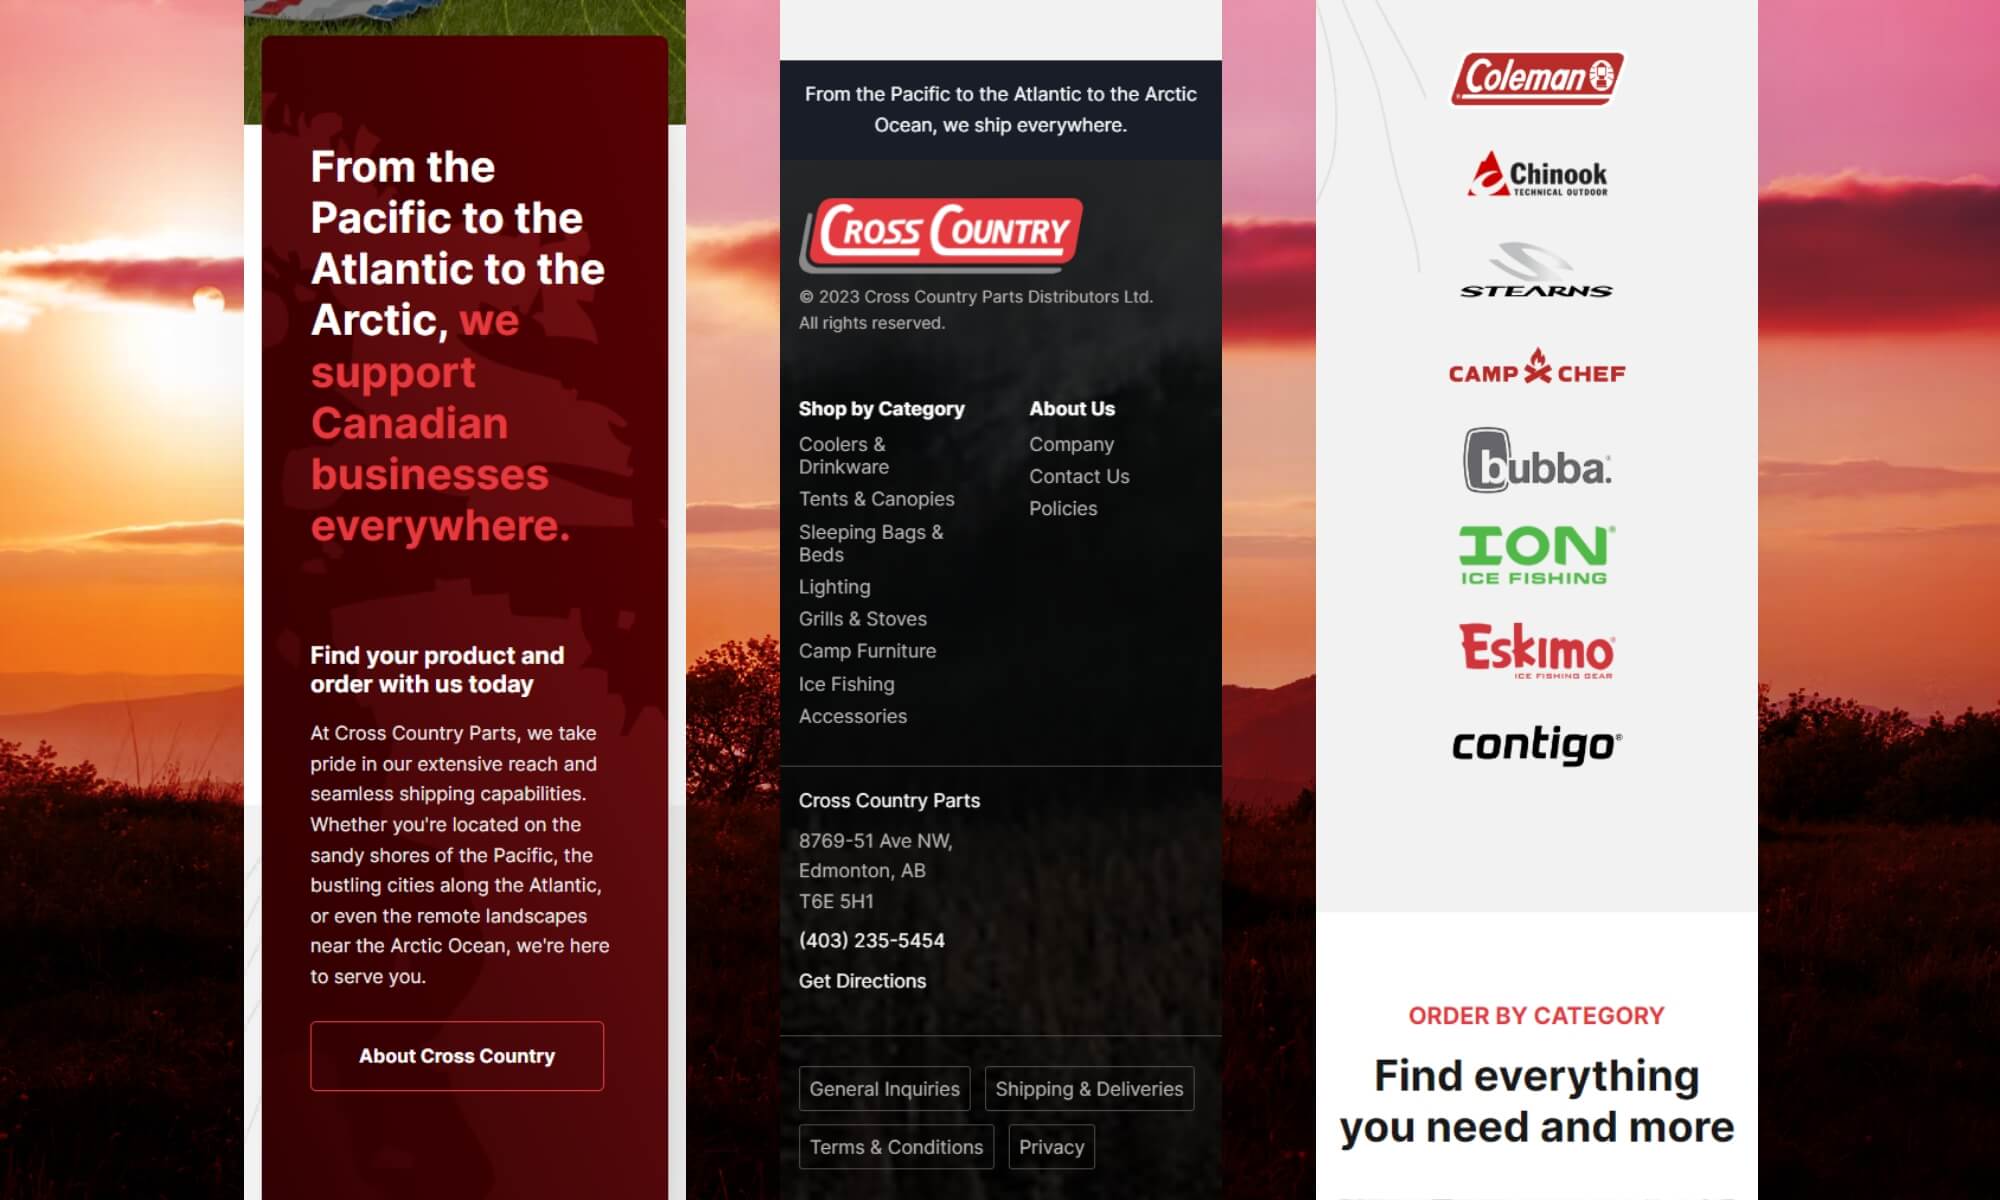 From the
Pacific to the
Atlantic to the
Arctic, we
support
Canadian
businesses
everywhere.
Find your product and
order with us today
At Cross Country Parts, we take
pride in our extensive reach and
seamless shipping capabilities.
Whether you're located on the
sandy shores of the Pacific, the
bustling cities along the Atlantic,
or even the remote landscapes
near the Arctic Ocean, we're here
to serve you.
About Cross Country
From the Pacific to the Atlantic to the Arctic
Ocean, we ship everywhere.
CROSS COUNTRY
© 2023 Cross Country Parts Distributors Ltd.
All rights reserved.
Shop by Category
Coolers &
Drinkware
Tents & Canopies
Sleeping Bags &
Beds
Lighting
Grills & Stoves
Camp Furniture
Ice Fishing
Accessories
About Us
Company
Contact Us
Policies
Cross Country Parts
8769-51 Ave NW,
Edmonton, AB
T6E 5H1
(403) 235-5454
Get Directions
General Inquiries
Shipping & Deliveries
Terms & Conditions
Privacy
Coleman
Chinook
TECHNICAL OUTDOOR
STEARNS
CAMP CHEF
bubba.
ION
ICE FISHING
Eskimo
ICE FISHING GEAR
contigo
ORDER BY CATEGORY
Find everything
you need and more